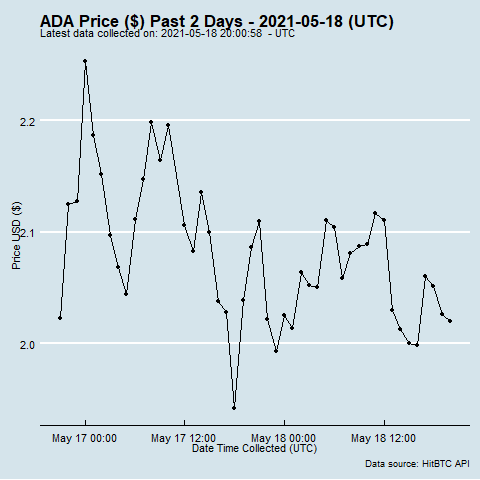 ADA Price ($) Past 2 Days - 2021-05-18 (UTC)
Latest data collected on: 2021-05-18 20:00:58 - UTC
2.2
2.1
2.0
Price USD ($)
May 17 00:00
May 17 12:00
May 18 00:00
May 18 12:00
Date Time Collected (UTC)
Data source: HitBTC API